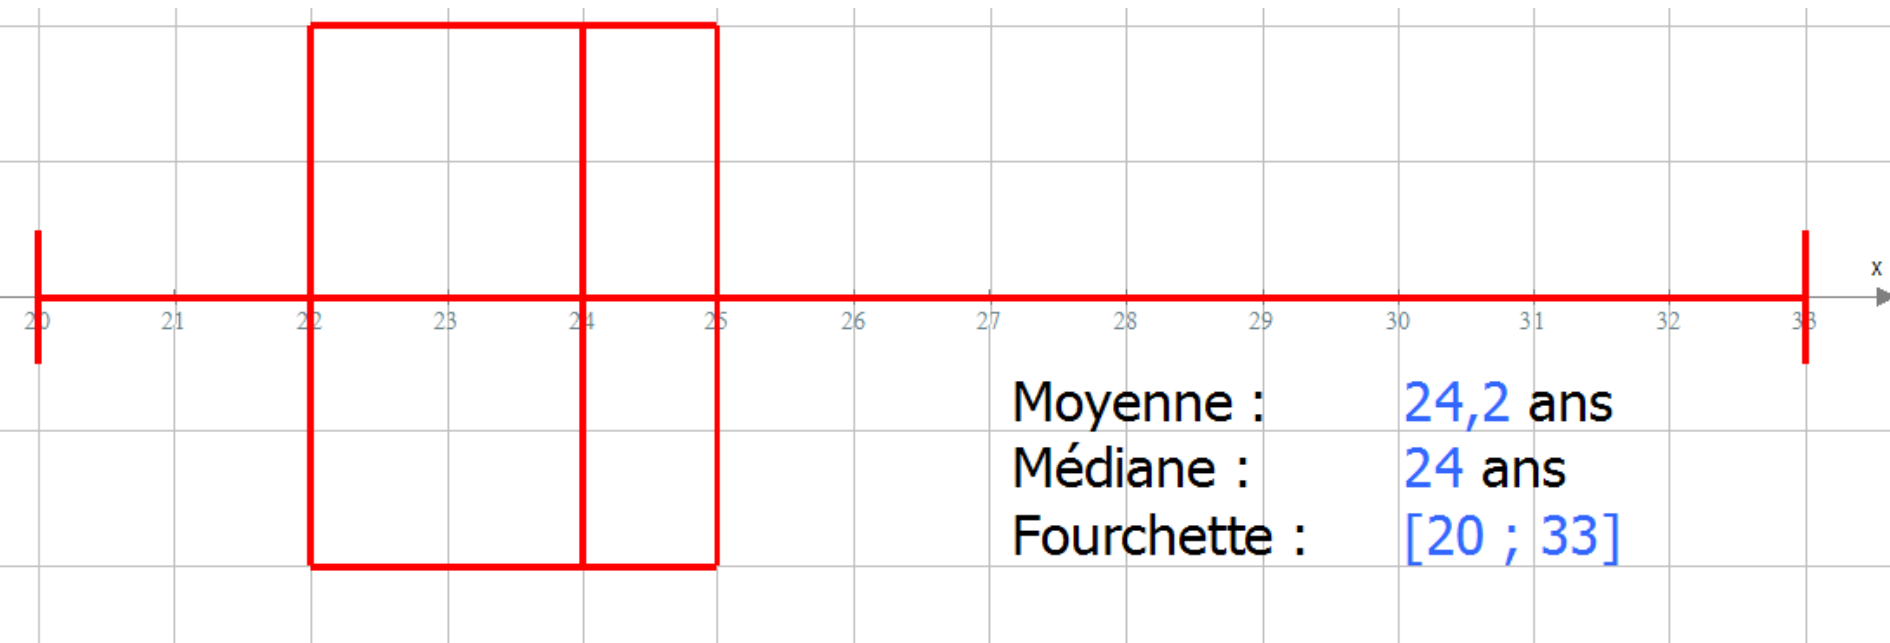 x
20 21 22 23 24 25 26 27 28 29 30 31 32 33
Moyenne : 24,2 ans
Médiane : 24 ans
Fourchette : [20 ; 33]